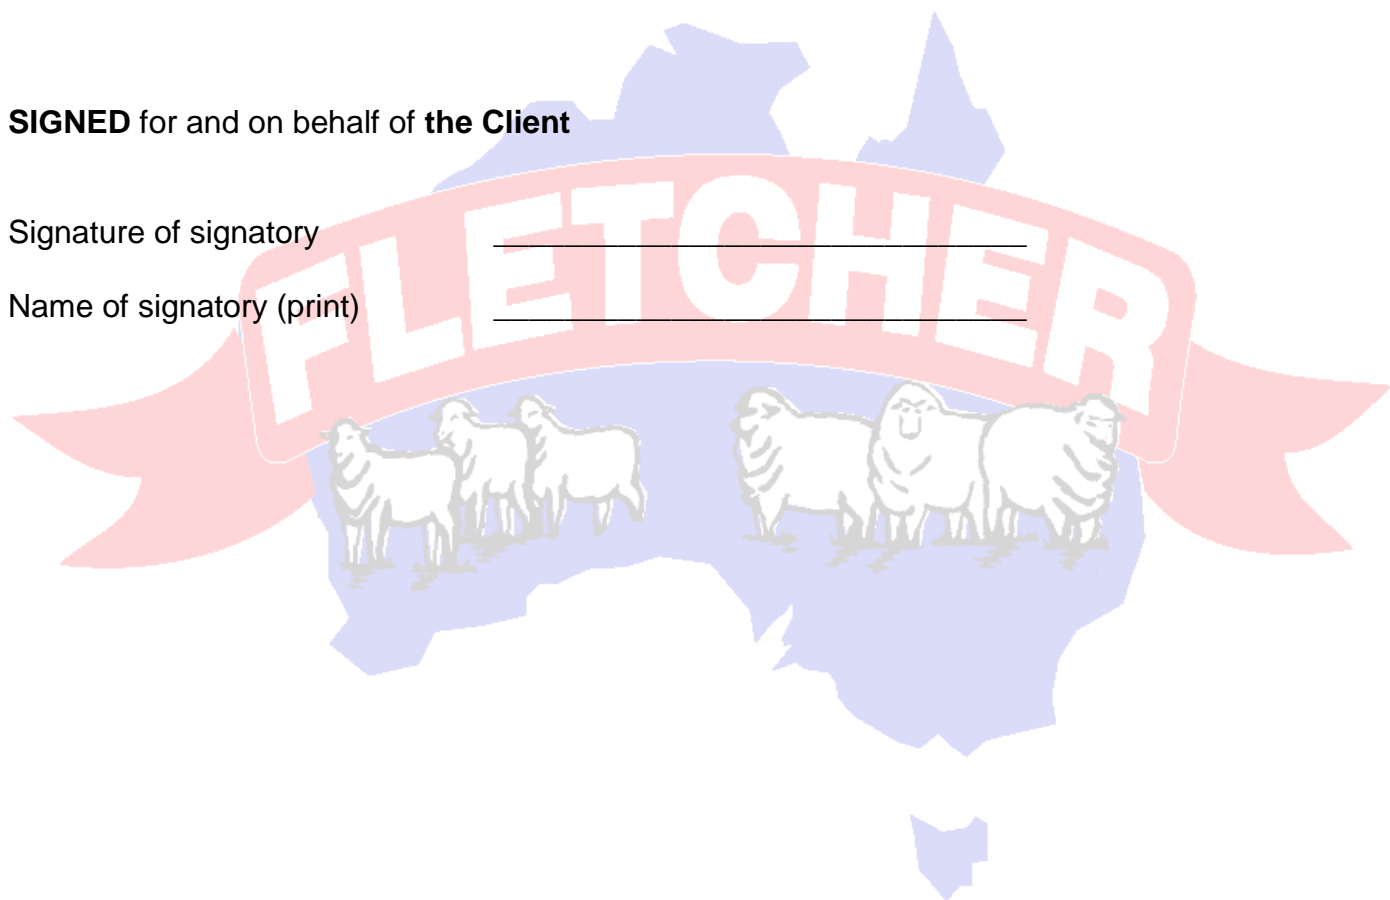 SIGNED for and on behalf of the Client
Signature of signatory
Name of signatory (print)
FLETCHER